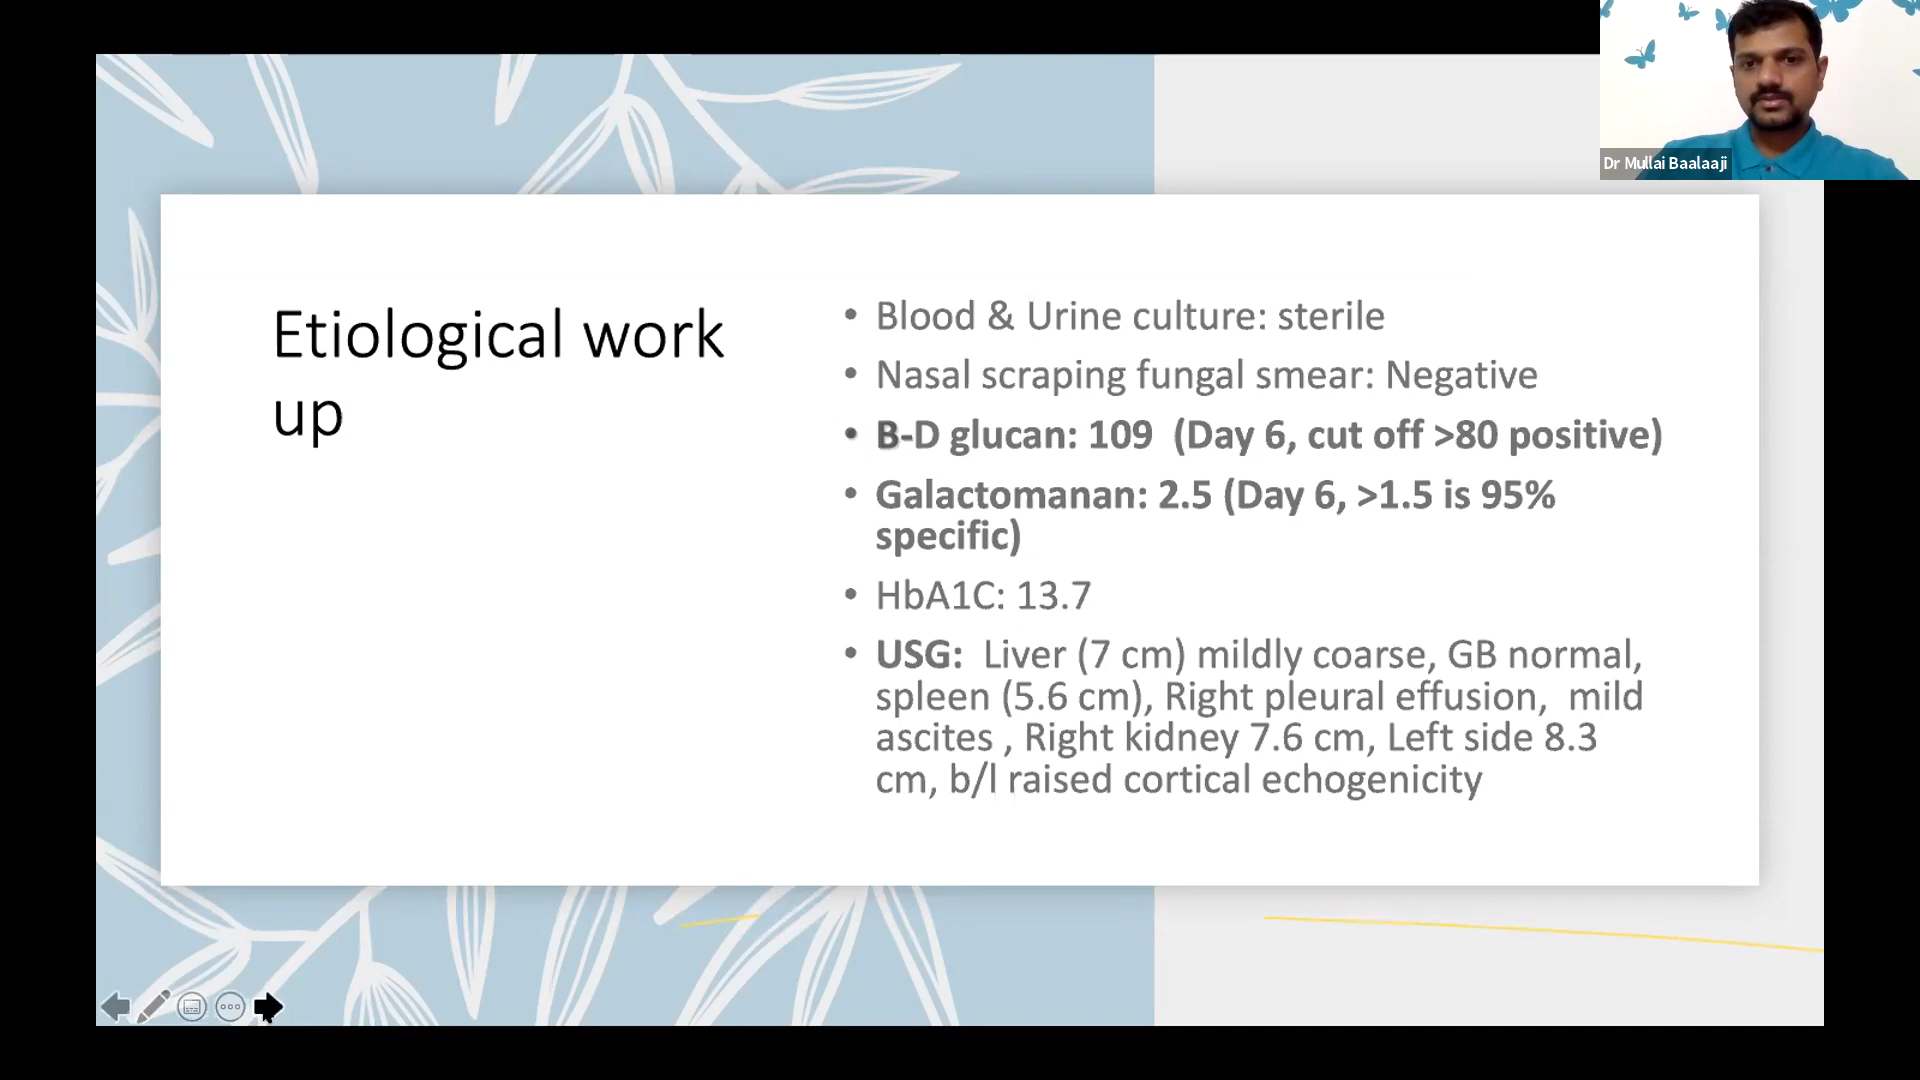 Dr Mullai Baalaaji
Etiological work
up
• Blood & Urine culture: sterile
• Nasal scraping fungal smear: Negative
• B-D glucan: 109 (Day 6, cut off >80 positive)
• Galactomanan: 2.5 (Day 6, >1.5 is 95%
specific)
• HbA1C: 13.7
• USG: Liver (7 cm) mildly coarse, GB normal,
spleen (5.6 cm), Right pleural effusion, mild
ascites , Right kidney 7.6 cm, Left side 8.3
cm, b/l raised cortical echogenicity